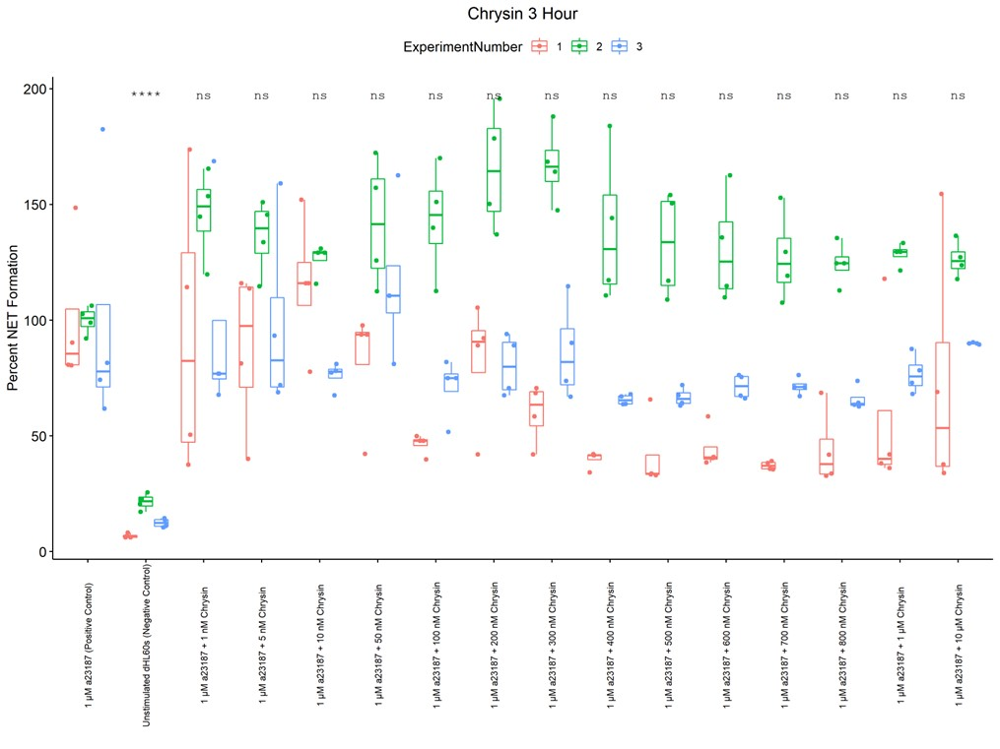 Chrysin 3 Hour
ExperimentNumber 1 2 3
Percent NET Formation
200
150
100
50
0
**** ns ns ns ns ns ns ns ns ns ns ns ns ns ns
1 µM a23187 (Positive Control)
Unstimulated dHL60s (Negative Control)
1 µM a23187 + 1 nM Chrysin
1 µM a23187 + 5 nM Chrysin
1 µM a23187 + 10 nM Chrysin
1 µM a23187 + 50 nM Chrysin
1 µM a23187 + 100 nM Chrysin
1 µM a23187 + 200 nM Chrysin
1 µM a23187 + 300 nM Chrysin
1 µM a23187 + 400 nM Chrysin
1 µM a23187 + 500 nM Chrysin
1 µM a23187 + 600 nM Chrysin
1 µM a23187 + 700 nM Chrysin
1 µM a23187 + 800 nM Chrysin
1 µM a23187 + 1 µM Chrysin
1 µM a23187 + 10 µM Chrysin